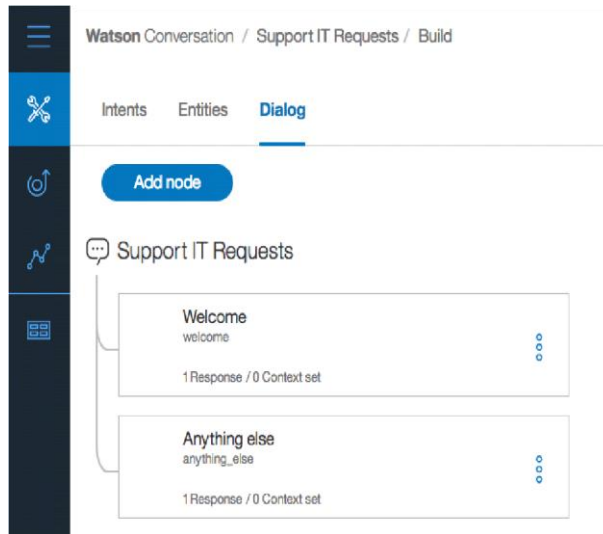 Watson Conversation / Support IT Requests / Build
Intents Entities Dialog
Add node
Support IT Requests
Welcome
welcome
1 Response / 0 Context set
Anything else
anything_else
1 Response / 0 Context set